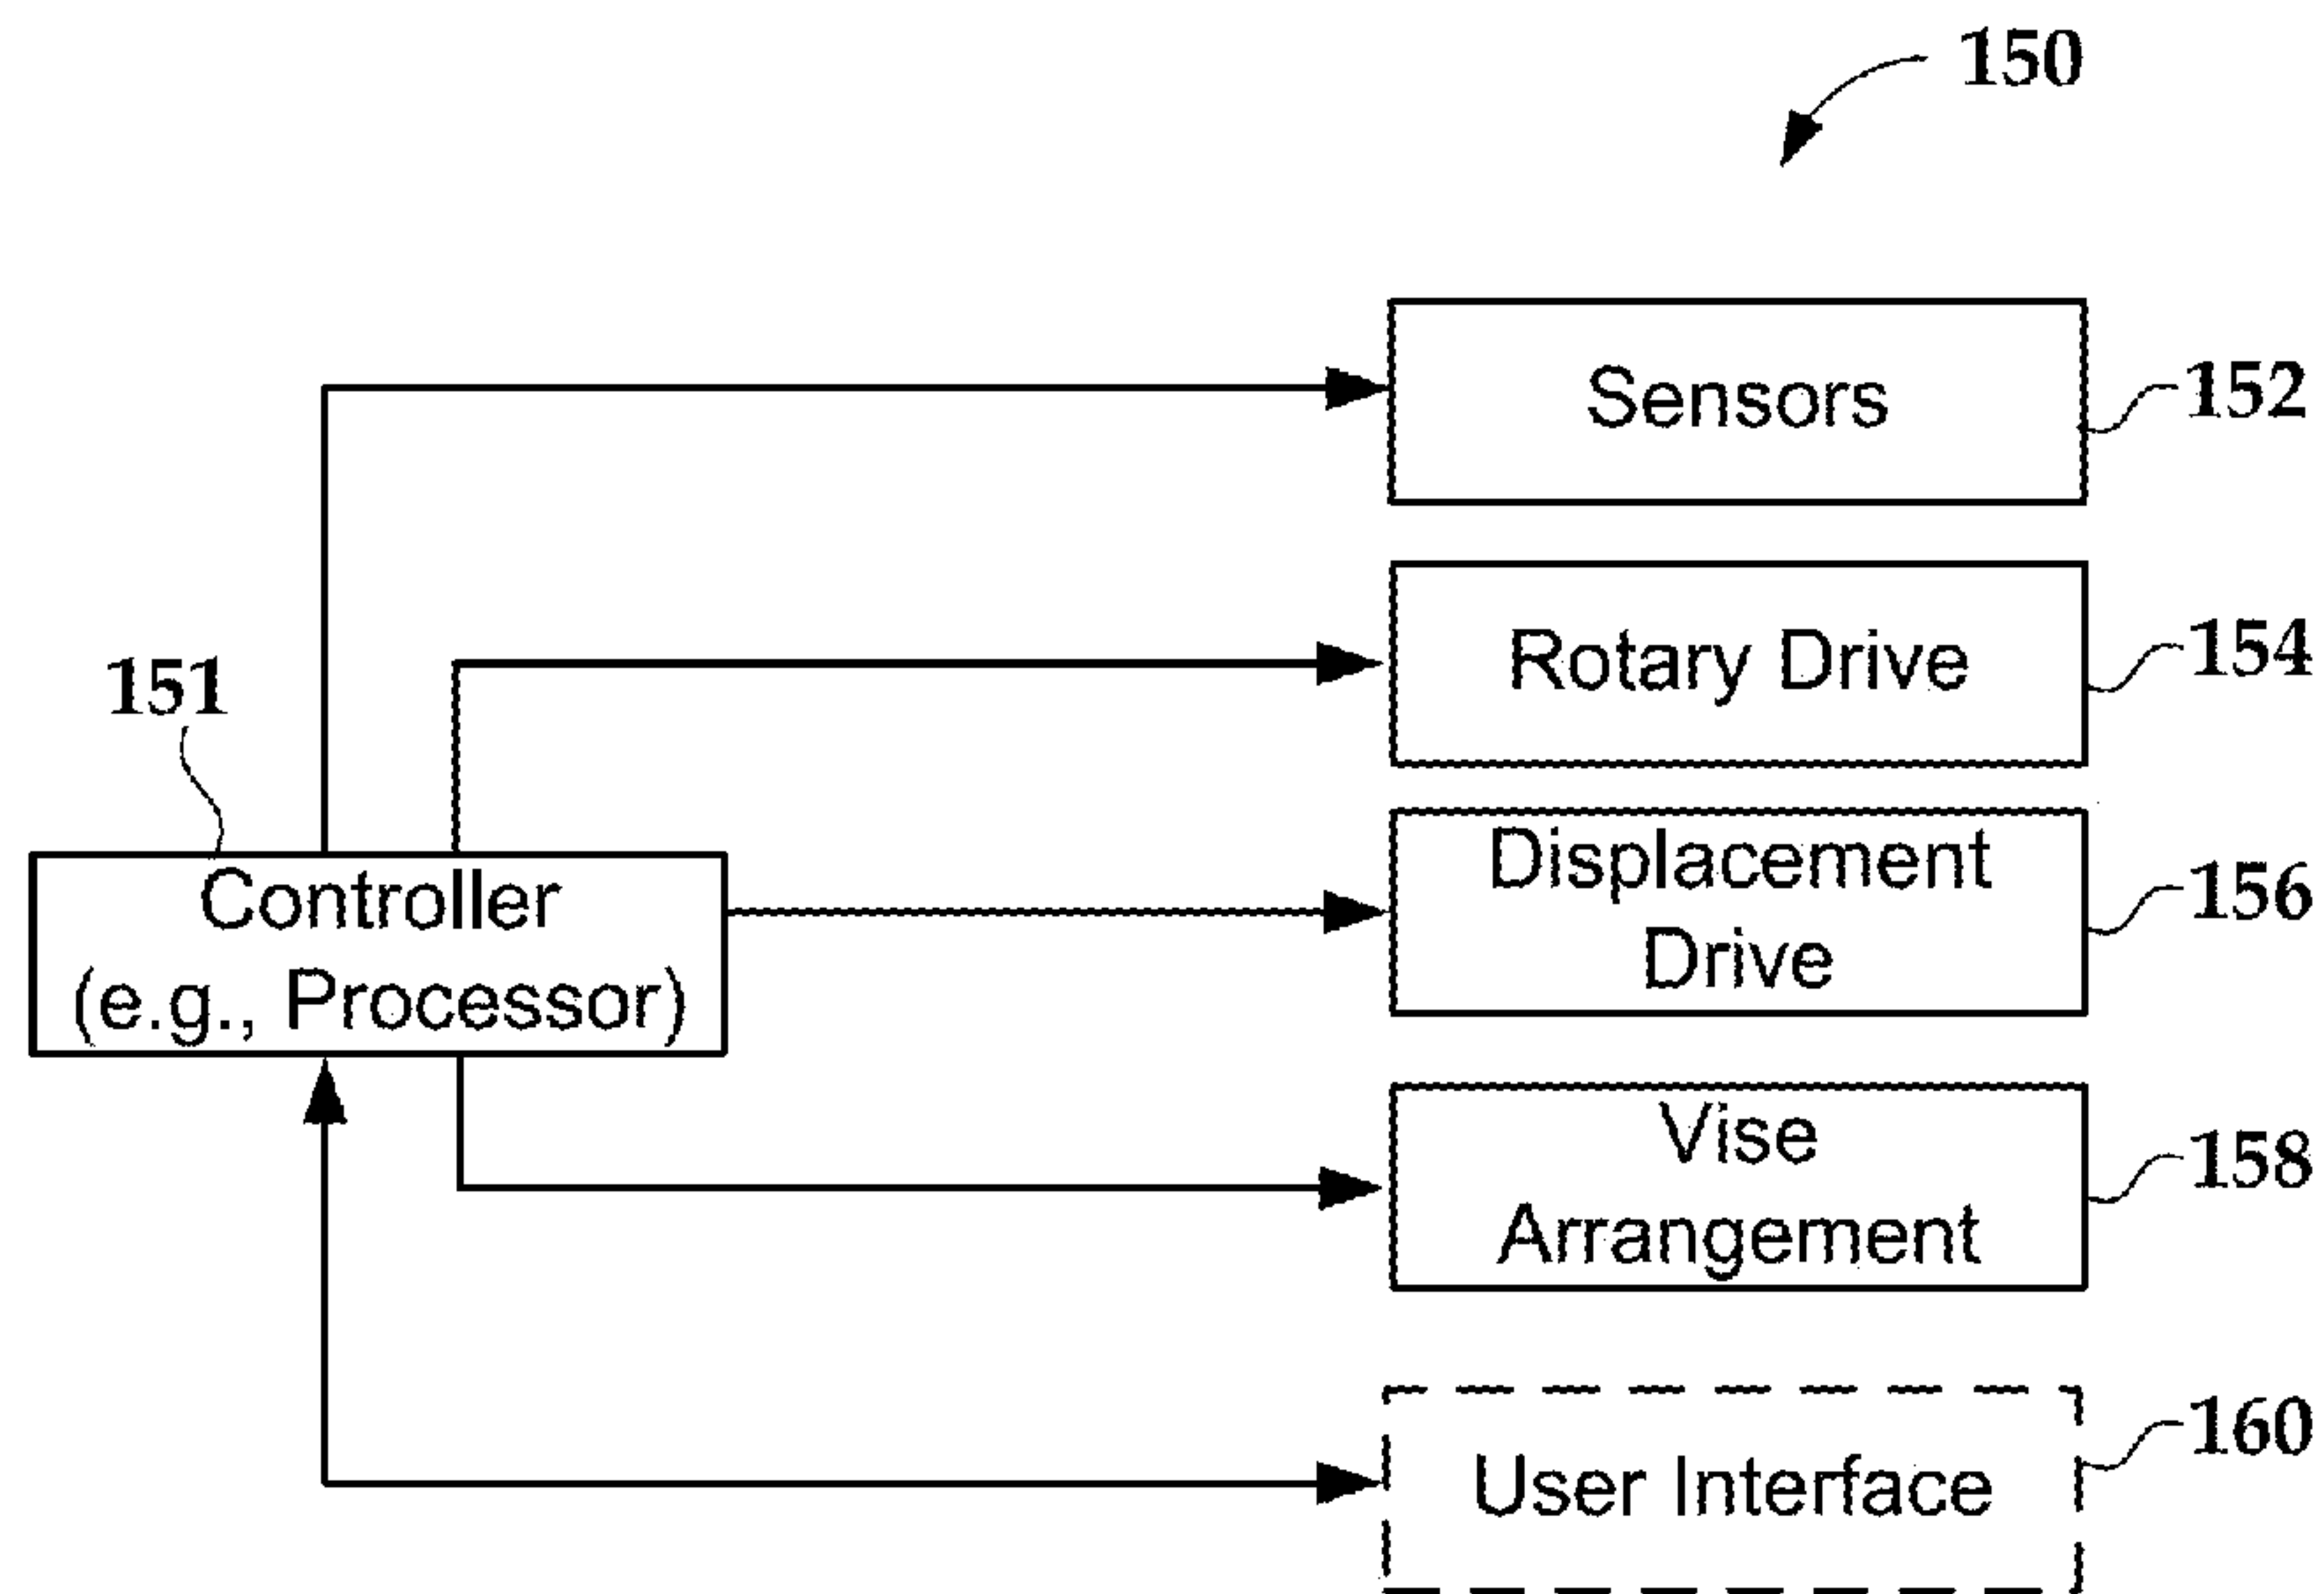 150
Sensors
152
Rotary Drive
154
151
Controller
(e.g., Processor)
Displacement
Drive
156
Vise
Arrangement
158
User Interface
160